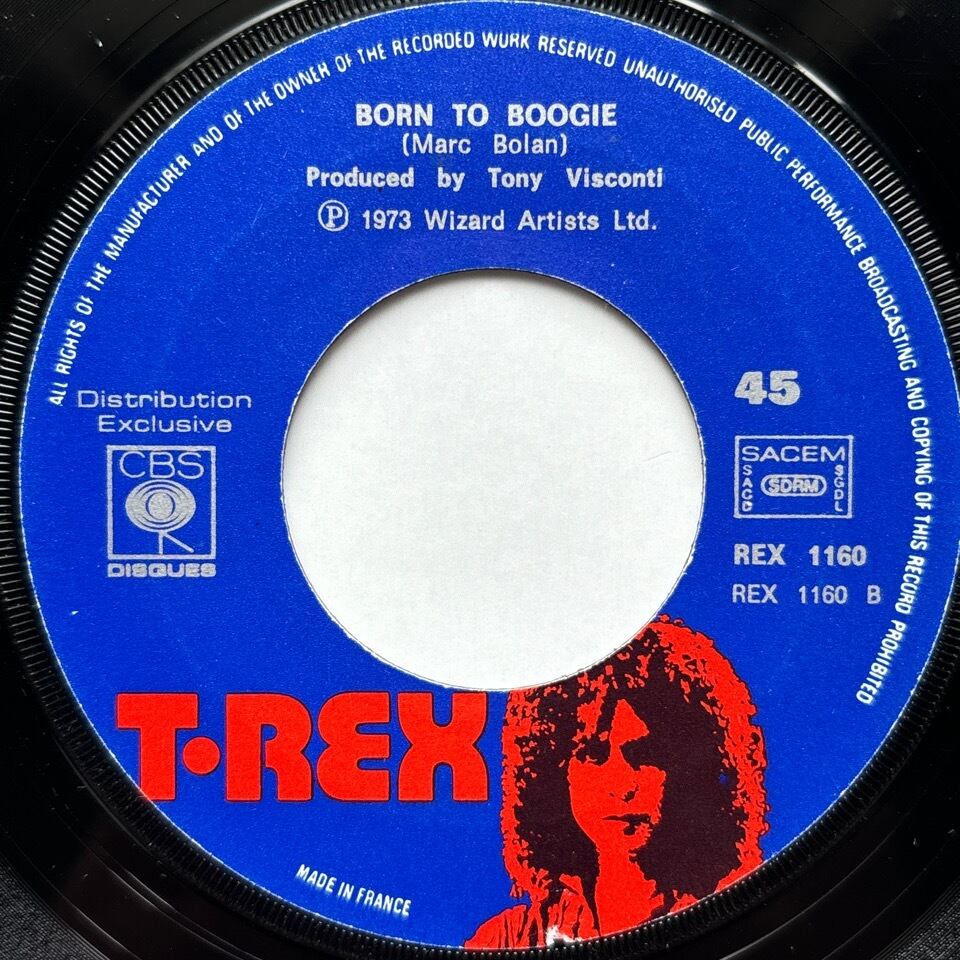 ALL RIGHTS OF THE MANUFACTURER AND OF THE OWNER OF THE RECORDED WORK RESERVED UNAUTHORISED PUBLIC PERFORMANCE BROADCASTING AND COPYING OF THIS RECORD PROHIBITED
BORN TO BOOGIE
(Marc Bolan)
Produced by Tony Visconti
Ⓟ 1973 Wizard Artists Ltd.
Distribution
Exclusive
CBS
DISQUES
45
SACEM
SACD
SDRM
SGDL
REX 1160
REX 1160 B
T•REX
MADE IN FRANCE